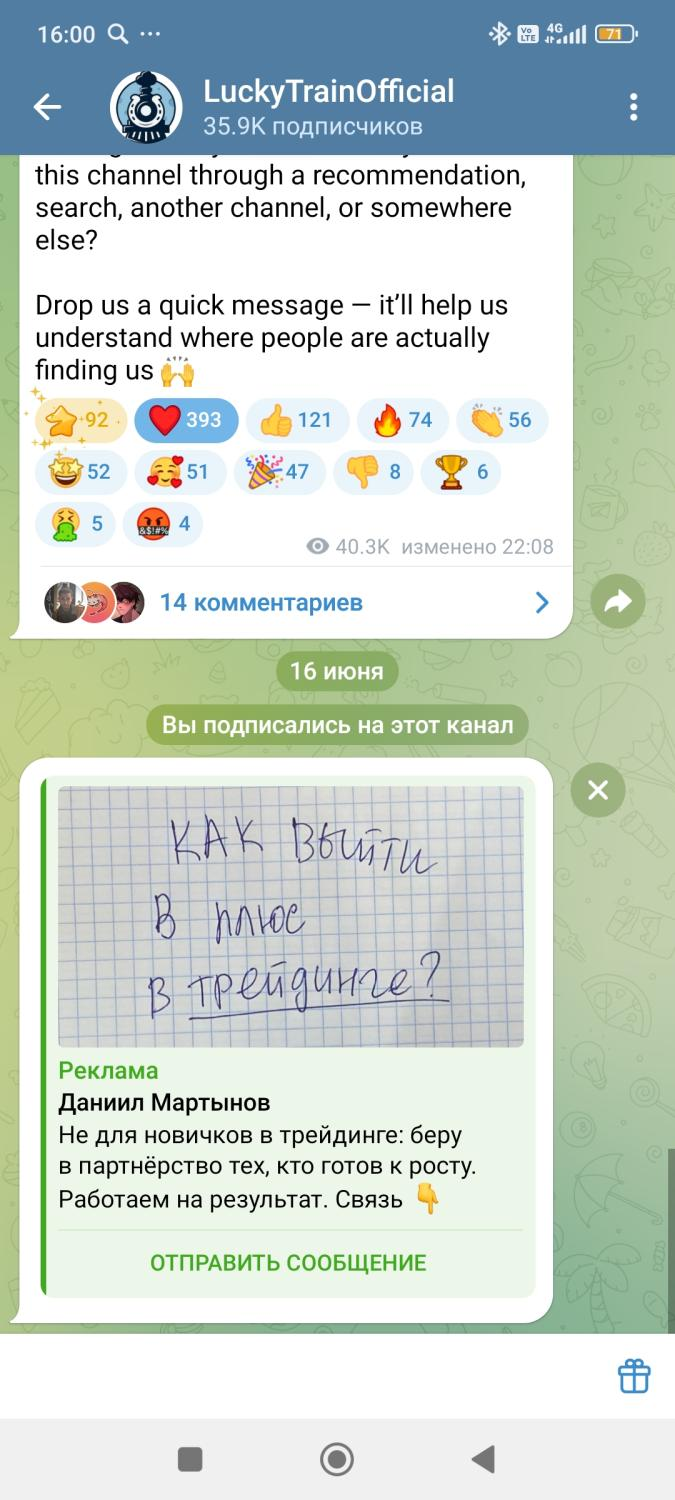 16:00
Vo LTE 4G 71
LuckyTrainOfficial
35.9K подписчиков
this channel through a recommendation,
search, another channel, or somewhere
else?
Drop us a quick message — it’ll help us
understand where people are actually
finding us 🙌
⭐ 92 ❤️ 393 👍 121 🔥 74 👏 56
🤩 52 🥰 51 🎉 47 👎 8 🏆 6
🤮 5 🤬 4
40.3K изменено 22:08
14 комментариев
16 июня
Вы подписались на этот канал
КАК ВЫЙТИ
В ПЛЮС
В ТРЕЙДИНГЕ?
Реклама
Даниил Мартынов
Не для новичков в трейдинге: беру
в партнёрство тех, кто готов к росту.
Работаем на результат. Связь 👇
ОТПРАВИТЬ СООБЩЕНИЕ